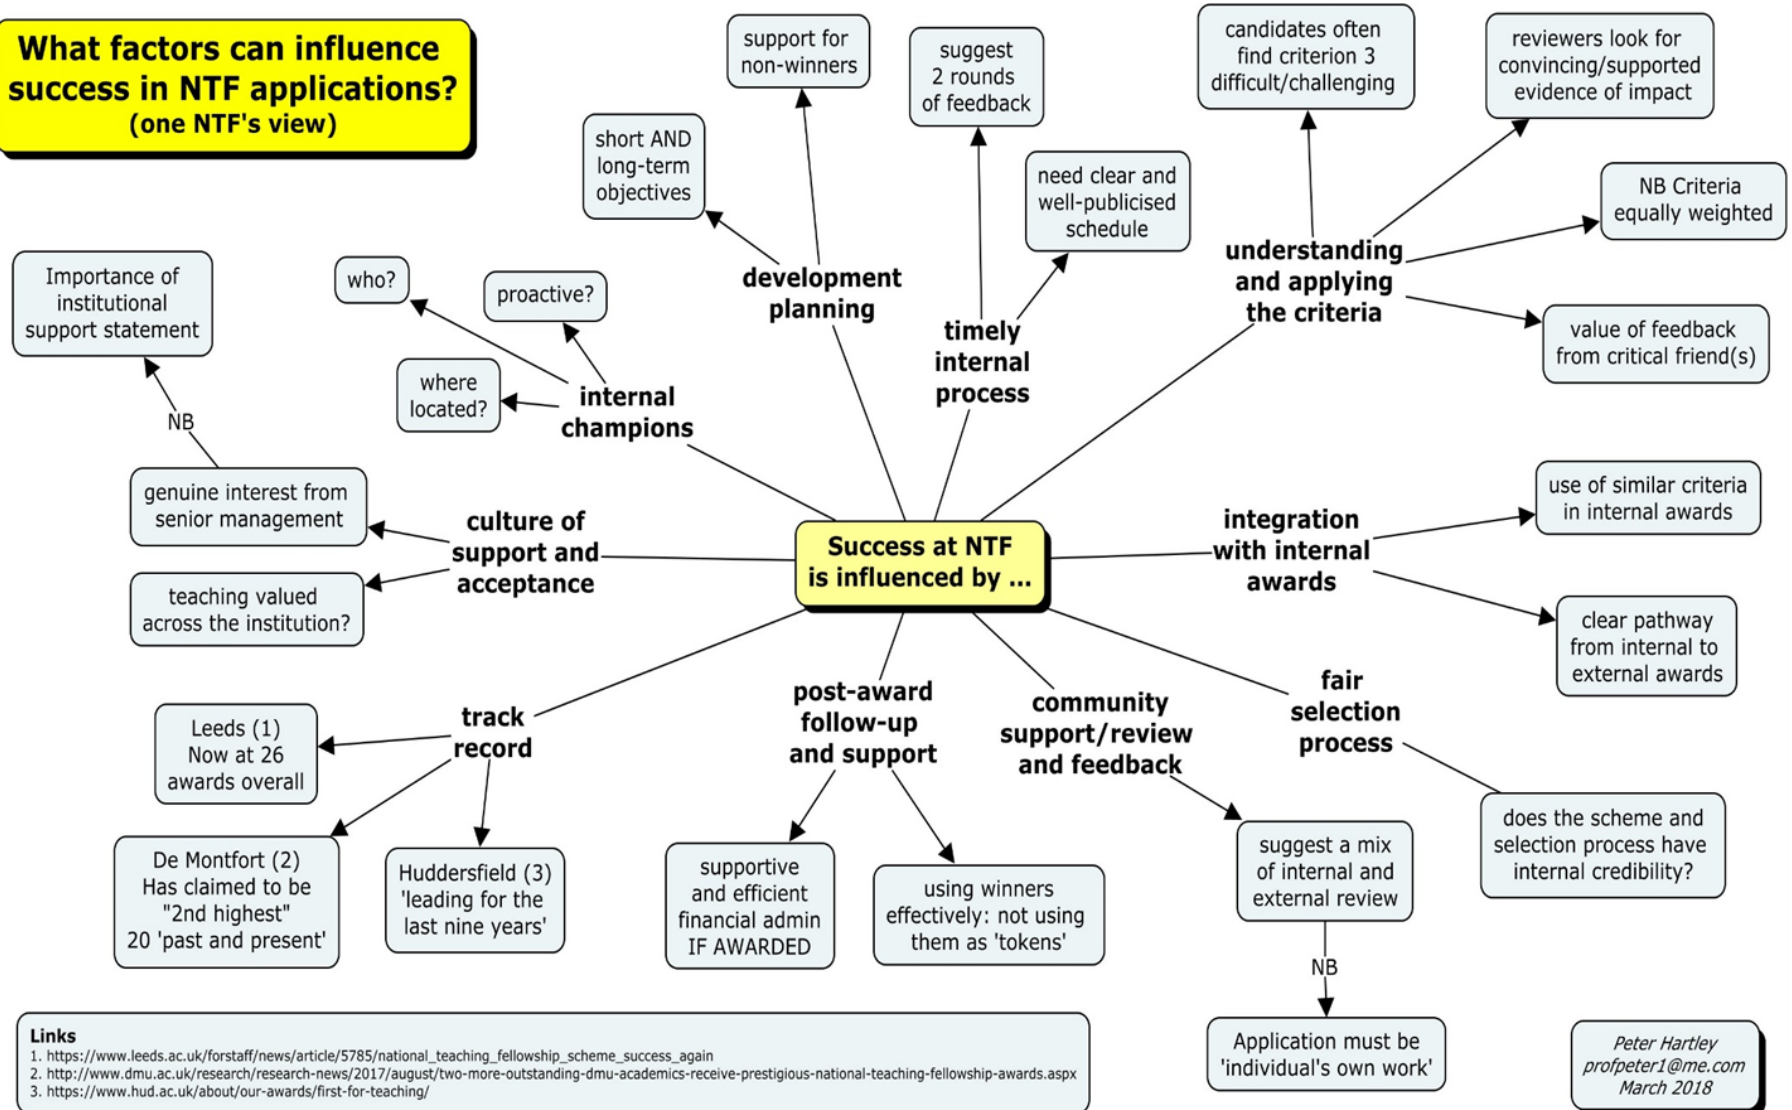 What factors can influence
success in NTF applications?
(one NTF's view)
support for
non-winners
suggest
2 rounds
of feedback
candidates often
find criterion 3
difficult/challenging
reviewers look for
convincing/supported
evidence of impact
short AND
long-term
objectives
need clear and
well-publicised
schedule
NB Criteria
equally weighted
Importance of
institutional
support statement
who?
proactive?
development
planning
timely
internal
process
understanding
and applying
the criteria
value of feedback
from critical friend(s)
where
located?
internal
champions
NB
genuine interest from
senior management
culture of
support and
acceptance
teaching valued
across the institution?
Success at NTF
is influenced by ...
integration
with internal
awards
use of similar criteria
in internal awards
clear pathway
from internal to
external awards
track
record
Leeds (1)
Now at 26
awards overall
De Montfort (2)
Has claimed to be
"2nd highest"
20 'past and present'
Huddersfield (3)
'leading for the
last nine years'
post-award
follow-up
and support
supportive
and efficient
financial admin
IF AWARDED
using winners
effectively: not using
them as 'tokens'
community
support/review
and feedback
suggest a mix
of internal and
external review
NB
Application must be
'individual's own work'
fair
selection
process
does the scheme and
selection process have
internal credibility?
Links
1. https://www.leeds.ac.uk/forstaff/news/article/5785/national_teaching_fellowship_scheme_success_again
2. http://www.dmu.ac.uk/research/research-news/2017/august/two-more-outstanding-dmu-academics-receive-prestigious-national-teaching-fellowship-awards.aspx
3. https://www.hud.ac.uk/about/our-awards/first-for-teaching/
Peter Hartley
profpeter1@me.com
March 2018